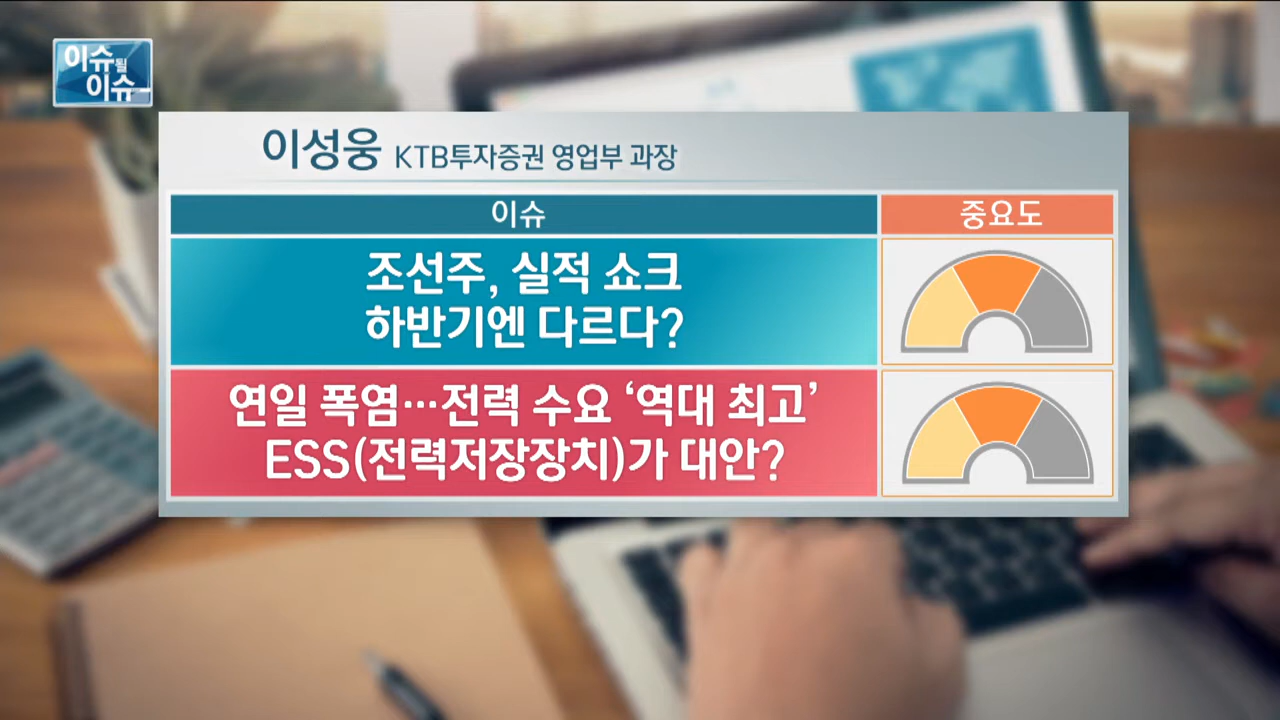 이슈될
이슈
이성웅 KTB투자증권 영업부 과장
이슈 중요도
조선주, 실적 쇼크
하반기엔 다르다?
연일 폭염…전력 수요 ‘역대 최고’
ESS(전력저장장치)가 대안?